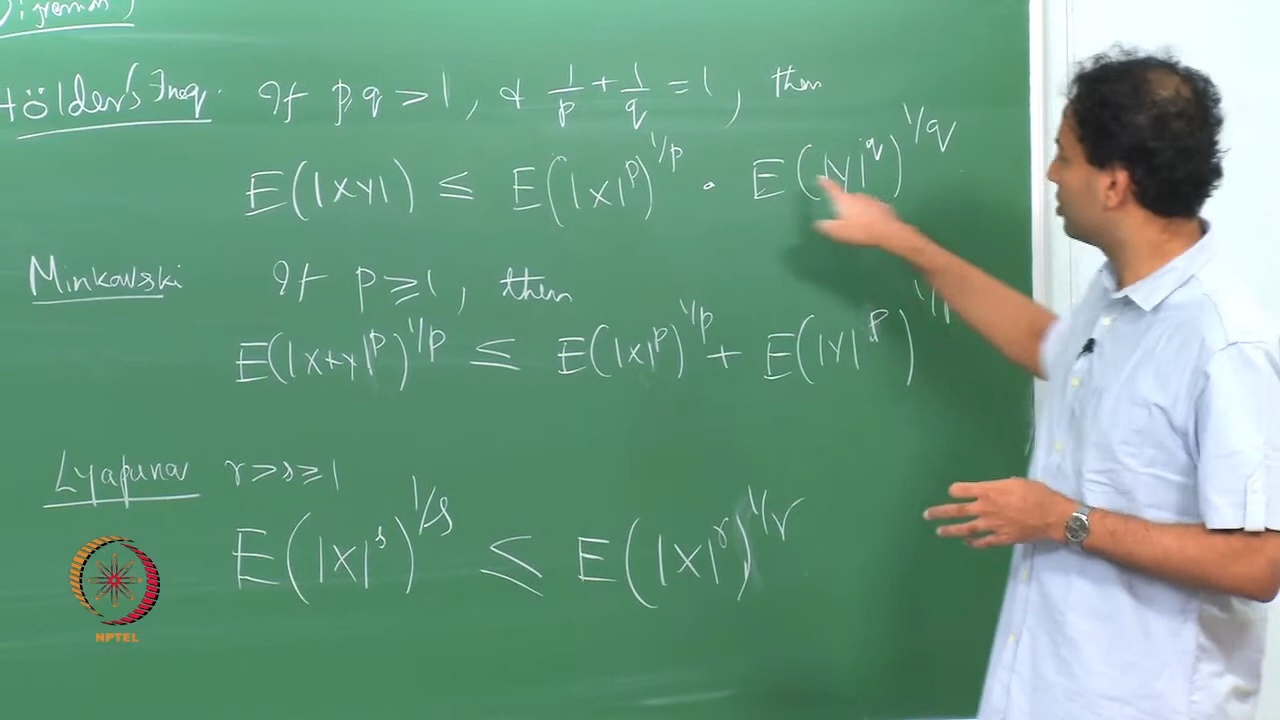 Hölder's Ineq. If p,q > 1, & 1/p + 1/q = 1, then
E(|XY|) ≤ E(|X|^p)^{1/p} · E(|Y|^q)^{1/q}
Minkowski If p ≥ 1, then
E(|X+Y|^p)^{1/p} ≤ E(|X|^p)^{1/p} + E(|Y|^p)^{1/p}
Lyapunov r > s ≥ 1
E(|X|^s)^{1/s} ≤ E(|X|^r)^{1/r}
NPTEL